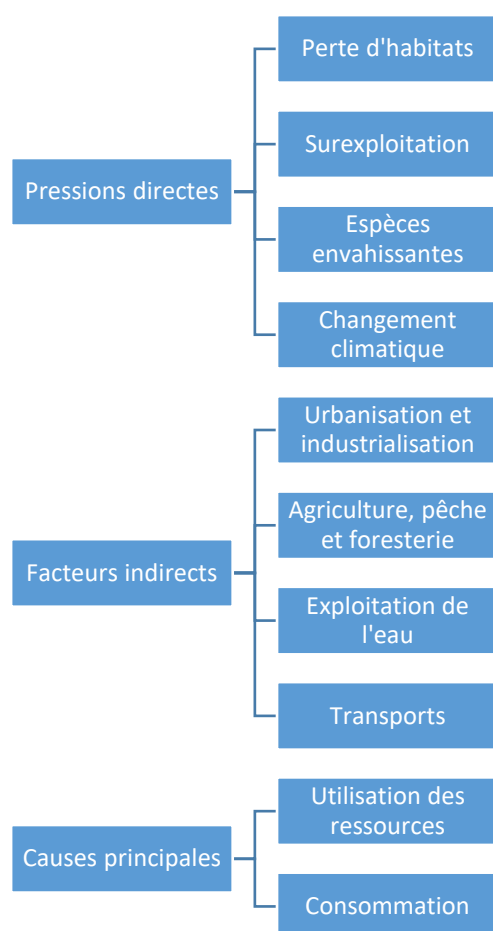 Pressions directes
Perte d'habitats
Surexploitation
Espèces
envahissantes
Changement
climatique
Facteurs indirects
Urbanisation et
industrialisation
Agriculture, pêche
et foresterie
Exploitation de
l'eau
Transports
Causes principales
Utilisation des
ressources
Consommation